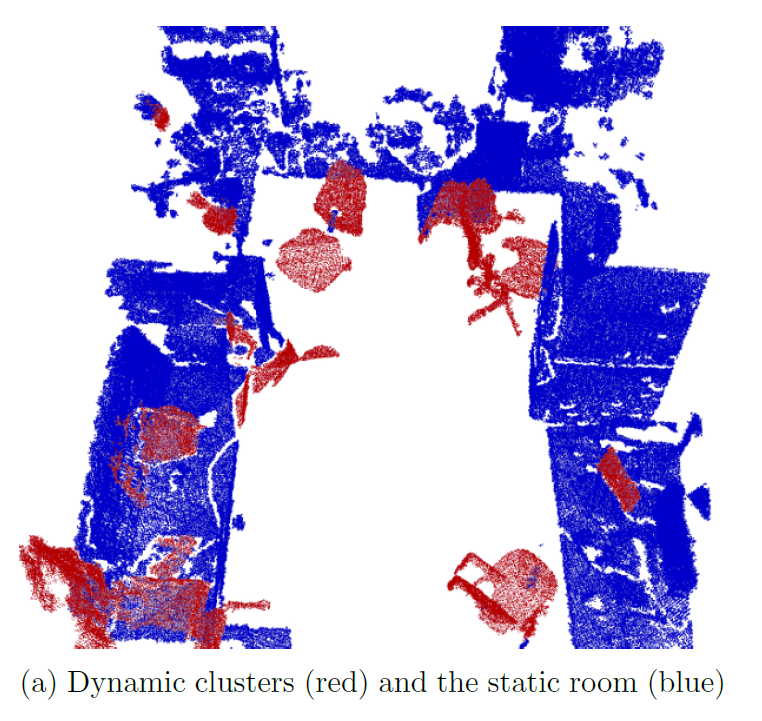 (a) Dynamic clusters (red) and the static room (blue)